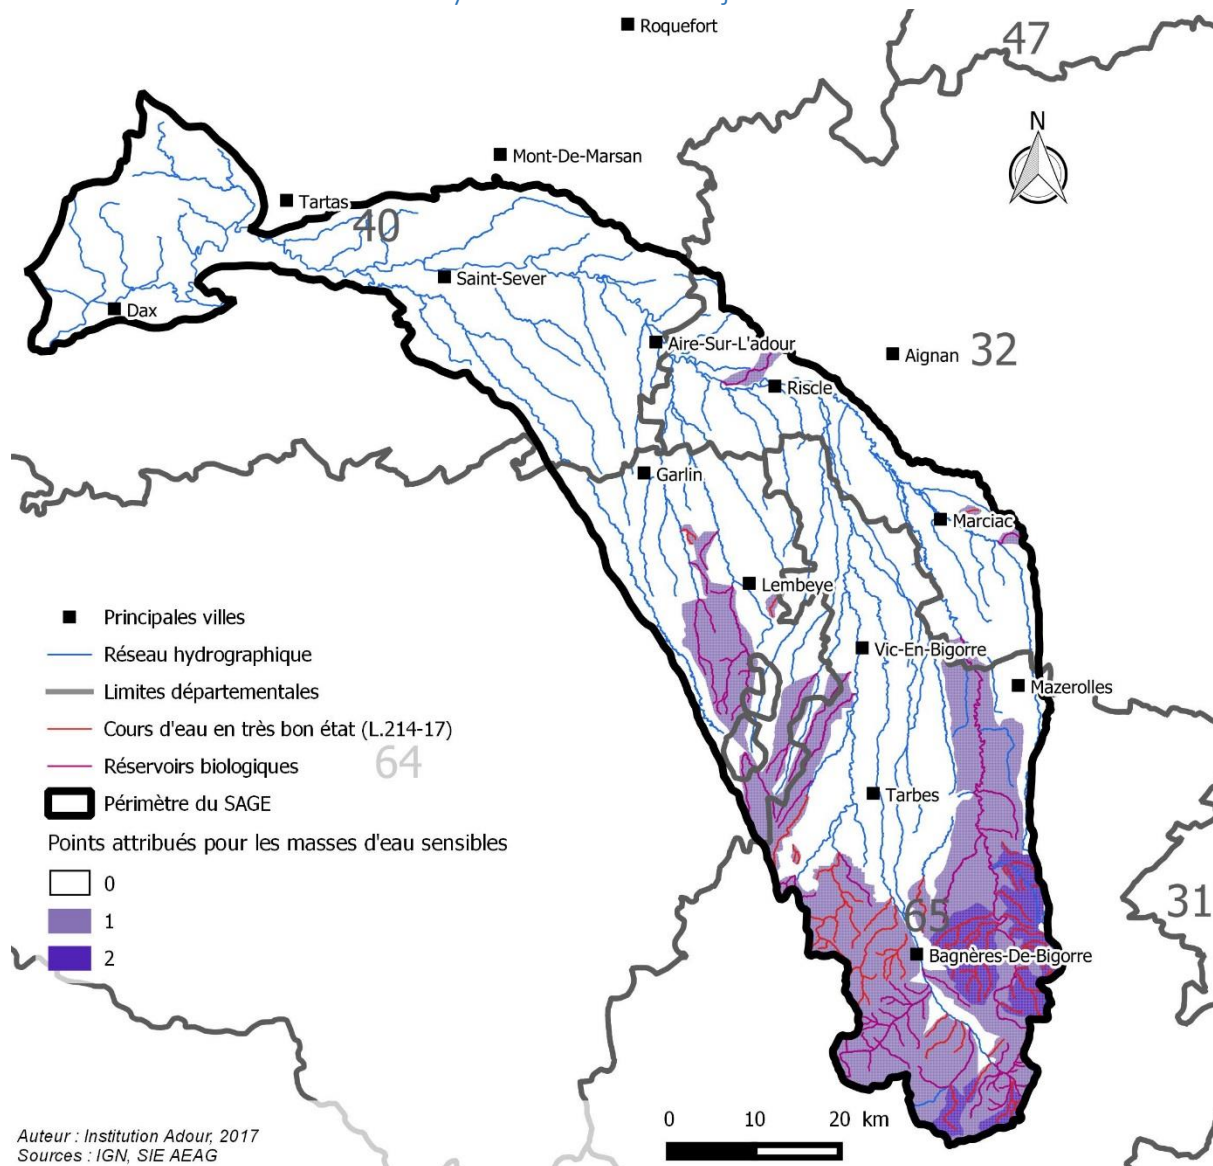 Roquefort
47
N
Mont-De-Marsan
Tartas
40
Saint-Sever
Dax
Aire-Sur-L'adour
Aignan
32
Riscle
Garlin
Marciac
Lembeye
Principales villes
Réseau hydrographique
Vic-En-Bigorre
Limites départementales
Mazerolles
Cours d'eau en très bon état (L.214-17)
Réservoirs biologiques
64
Périmètre du SAGE
Tarbes
Points attribués pour les masses d'eau sensibles
0
1
2
65
31
Bagnères-De-Bigorre
0 10 20 km
Auteur : Institution Adour, 2017
Sources : IGN, SIE AEAG